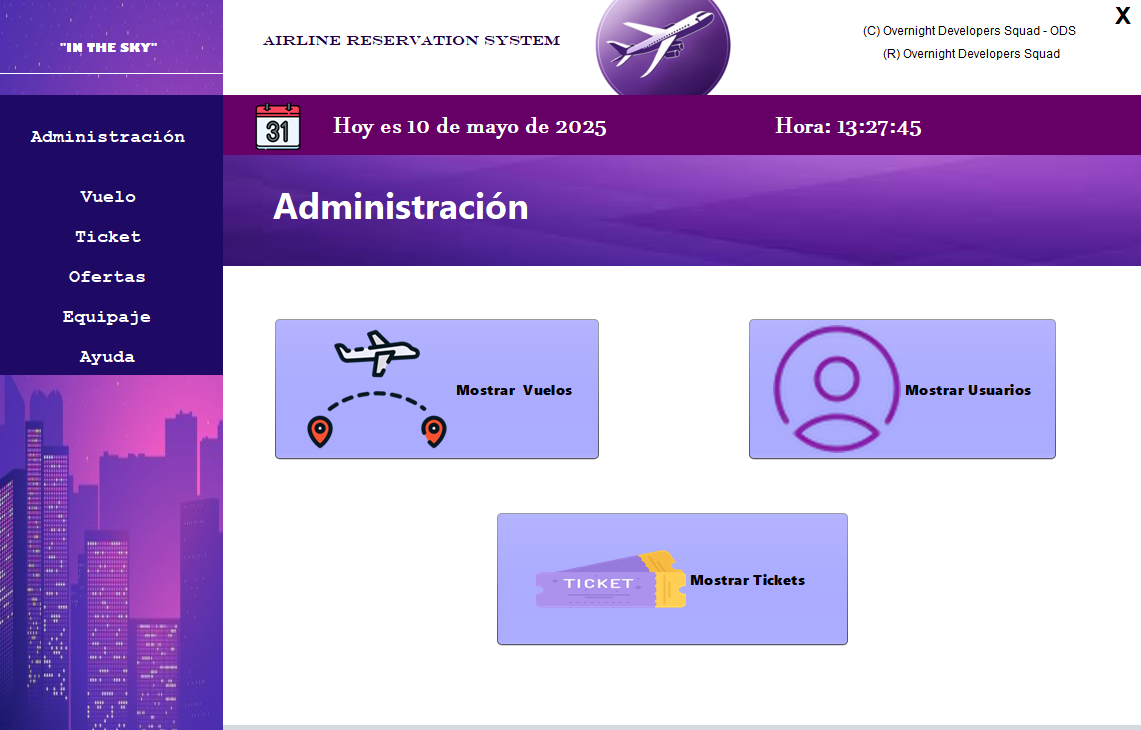 "IN THE SKY"
AIRLINE RESERVATION SYSTEM
X
(C) Overnight Developers Squad - ODS
(R) Overnight Developers Squad
31
Hoy es 10 de mayo de 2025
Hora: 13:27:45
Administración
Vuelo
Ticket
Ofertas
Equipaje
Ayuda
Administración
Mostrar Vuelos
Mostrar Usuarios
TICKET
Mostrar Tickets